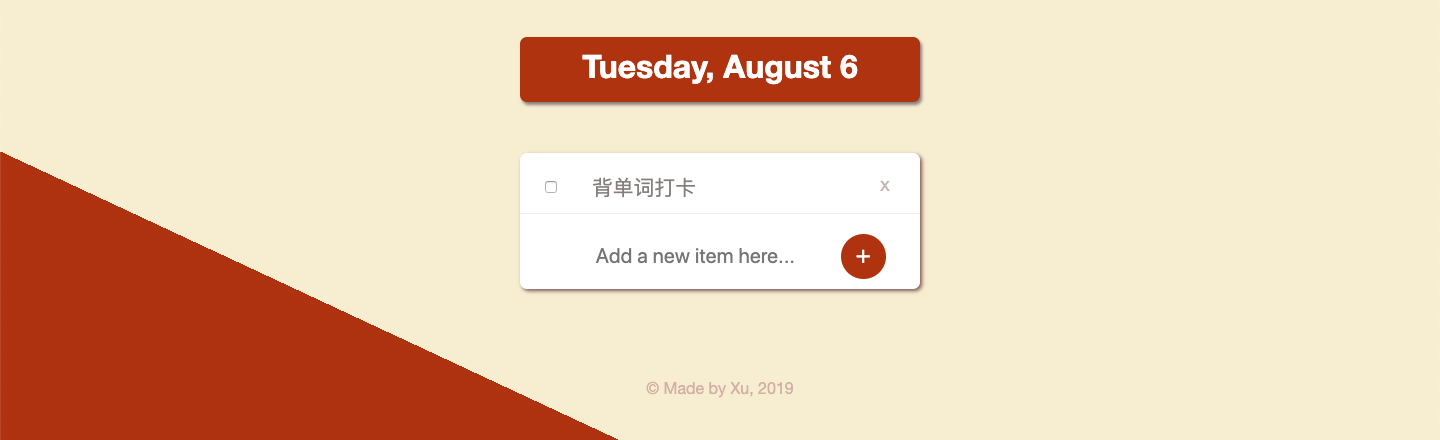 Tuesday, August 6
背单词打卡 x
Add a new item here...
+
© Made by Xu, 2019